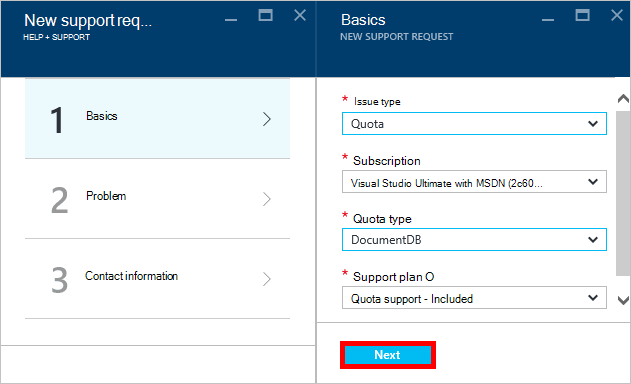 New support req...
HELP + SUPPORT
1 Basics
2 Problem
3 Contact information
Basics
NEW SUPPORT REQUEST
* Issue type
Quota
* Subscription
Visual Studio Ultimate with MSDN (2c60...
* Quota type
DocumentDB
* Support plan O
Quota support - Included
Next